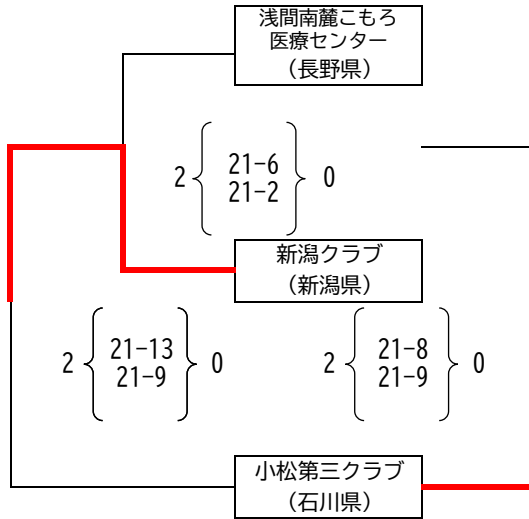 浅間南麓こもろ
医療センター
（長野県）
2 21-6 0
21-2
新潟クラブ
（新潟県）
2 21-13 0
21-9
2 21-8 0
21-9
小松第三クラブ
（石川県）